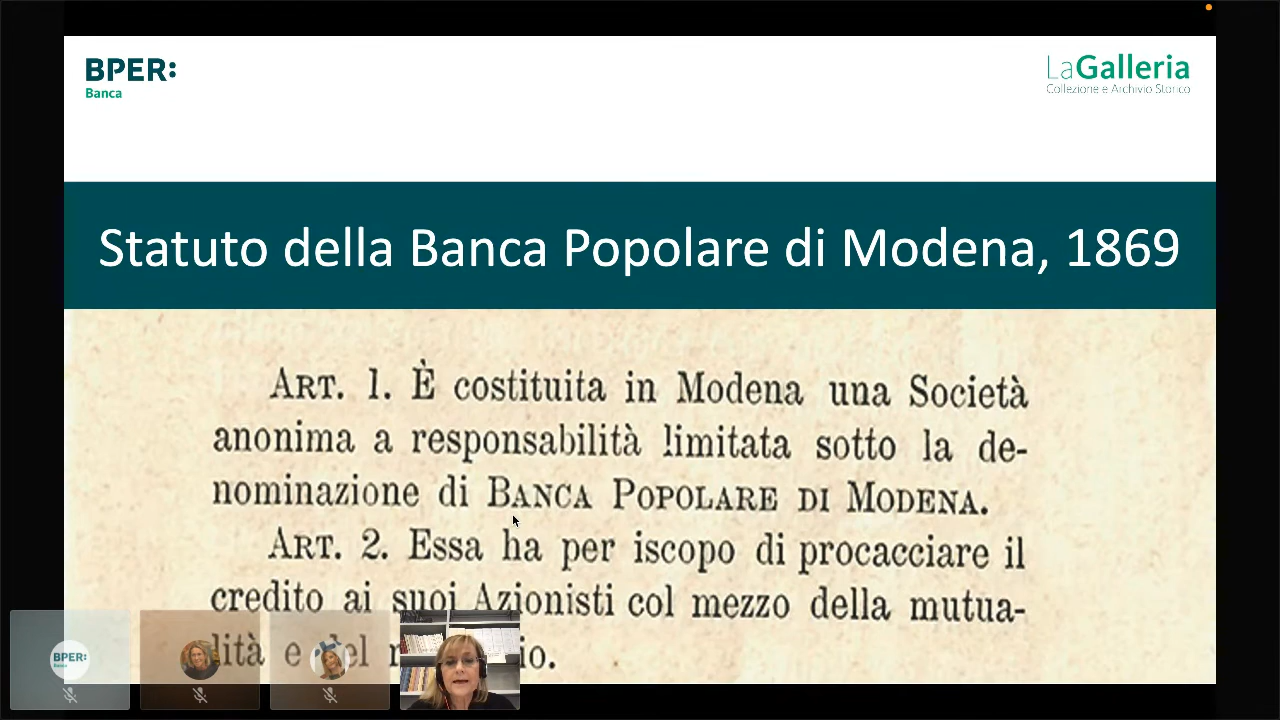 BPER:
Banca
LaGalleria
Collezione e Archivio Storico
Statuto della Banca Popolare di Modena, 1869
ART. 1. È costituita in Modena una Società
anonima a responsabilità limitata sotto la de-
nominazione di BANCA POPOLARE DI MODENA.
ART. 2. Essa ha per iscopo di procacciare il
credito ai suoi Azionisti col mezzo della mutua-
lità e
BPER:
Banca